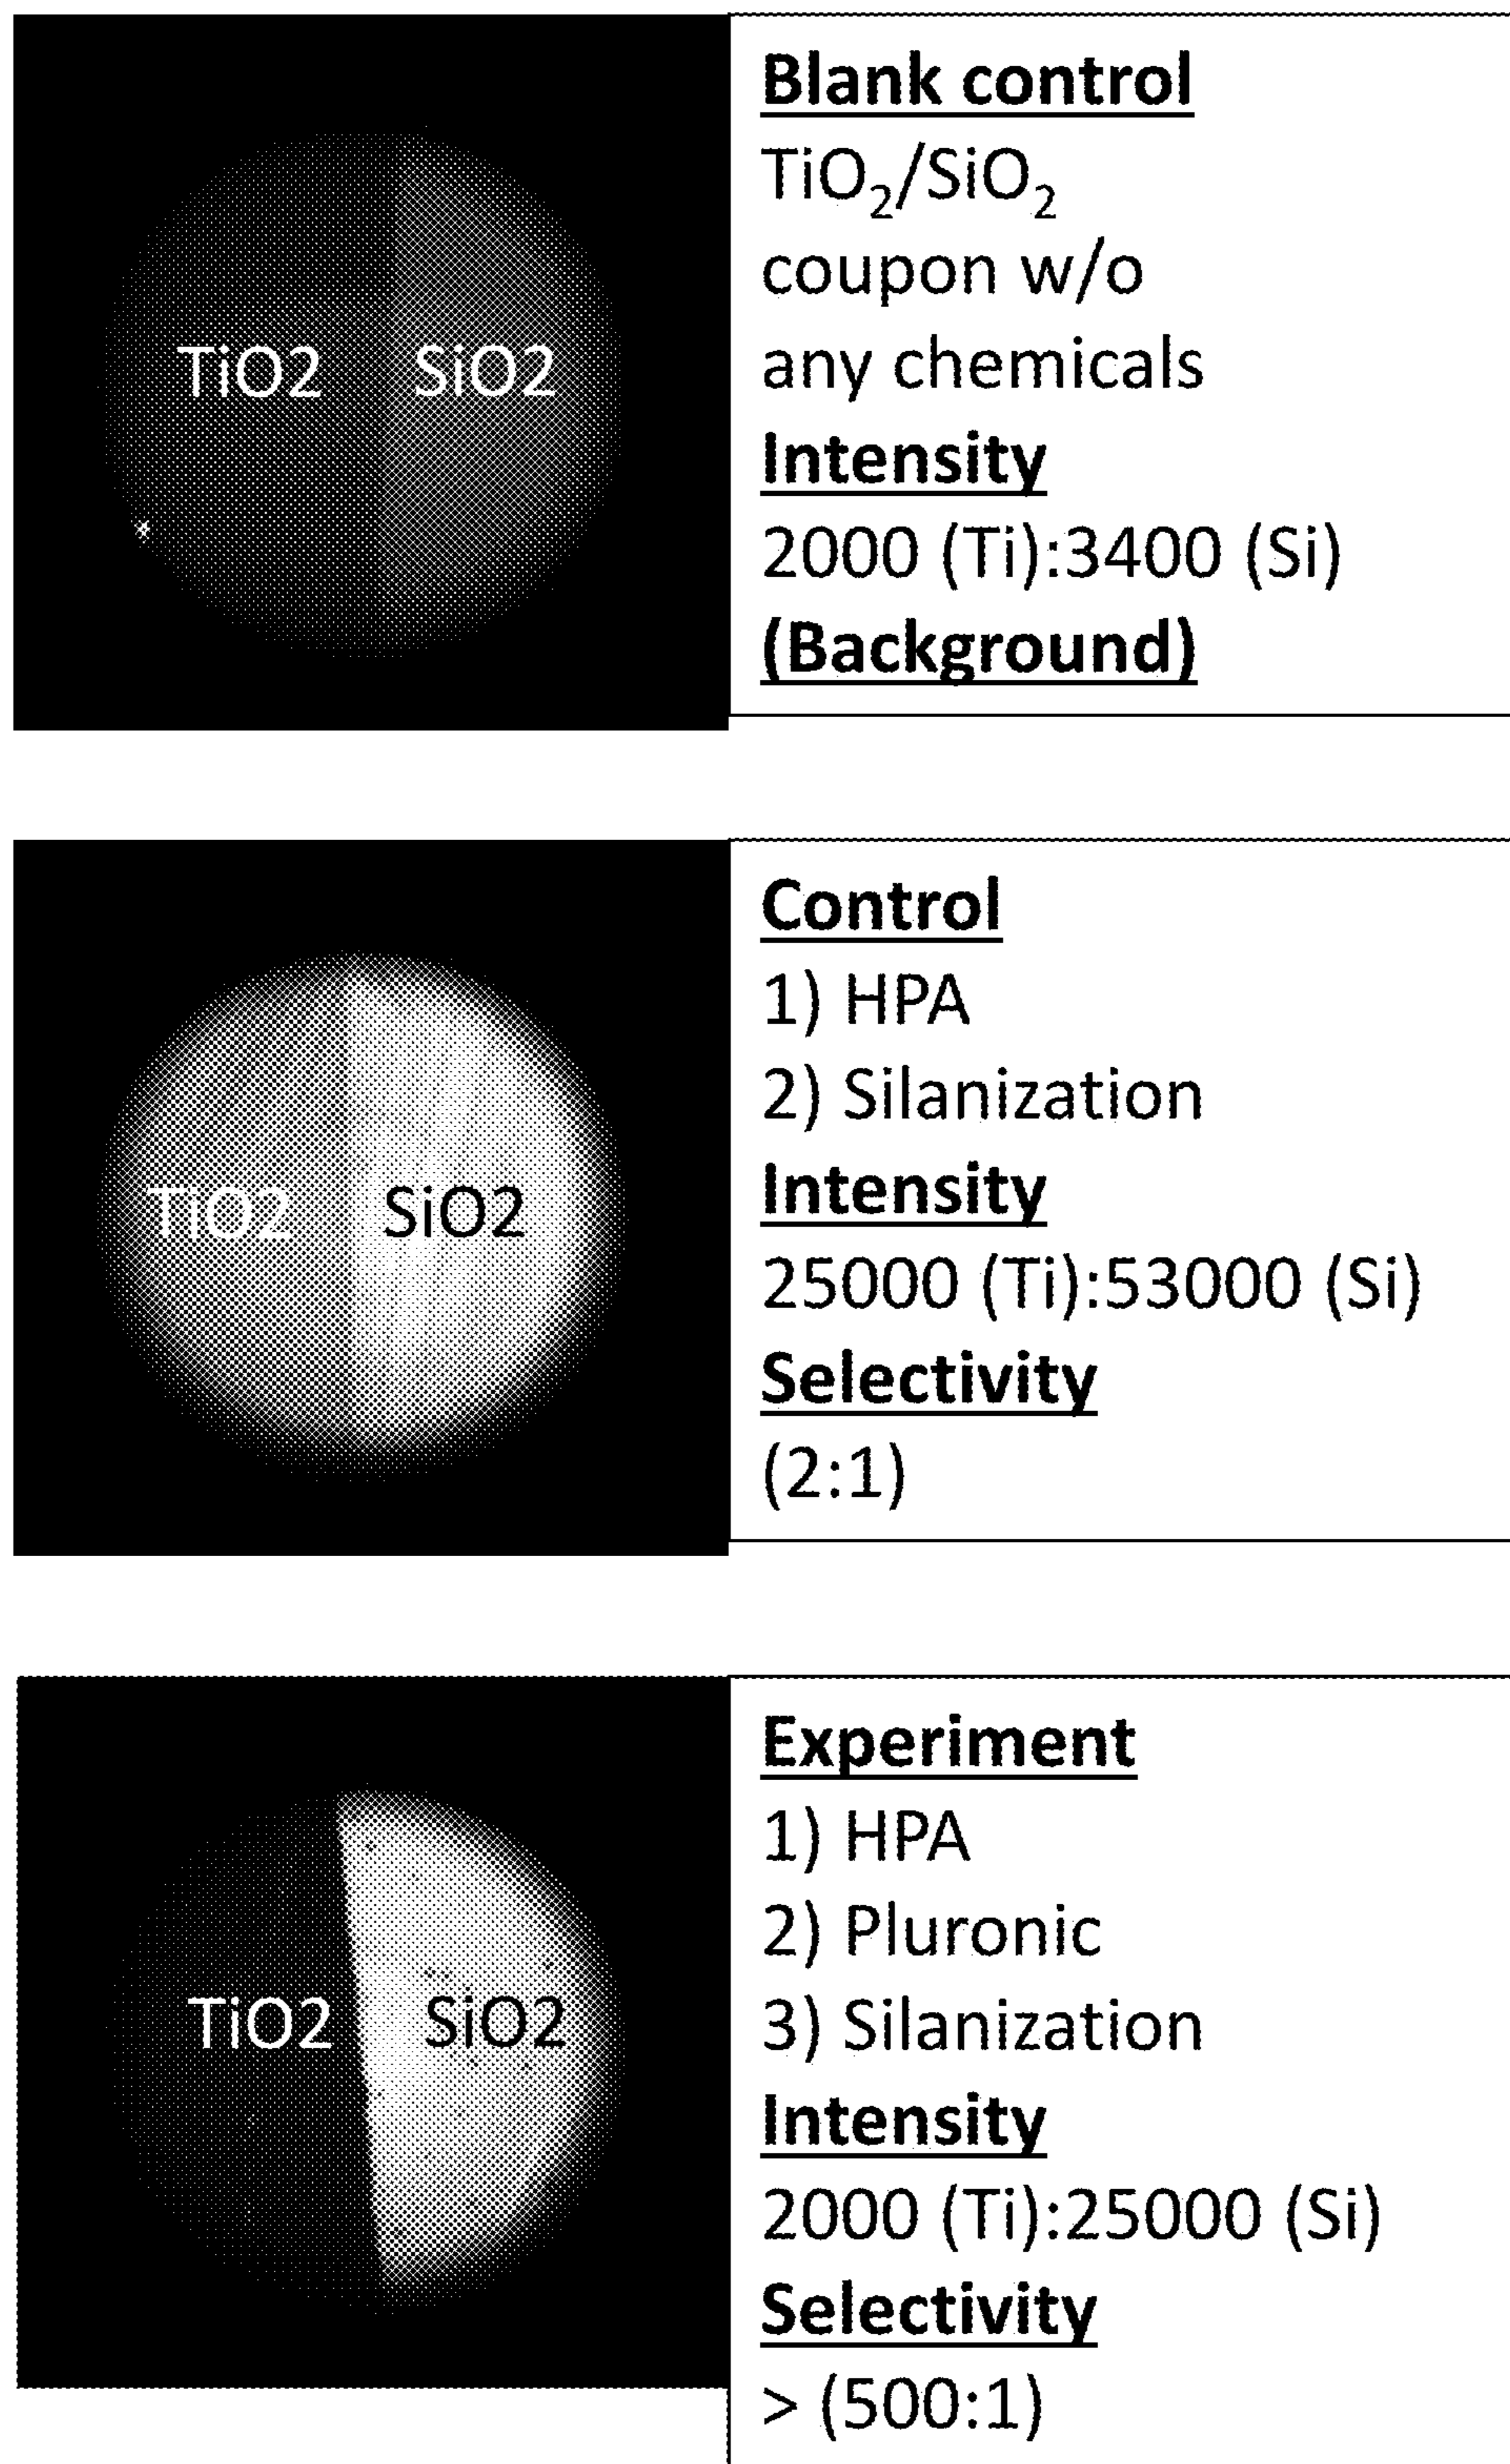 Blank control
TiO2/SiO2
coupon w/o
any chemicals
Intensity
2000 (Ti):3400 (Si)
(Background)
TiO2 SiO2
Control
1) HPA
2) Silanization
Intensity
25000 (Ti):53000 (Si)
Selectivity
(2:1)
TiO2 SiO2
Experiment
1) HPA
2) Pluronic
3) Silanization
Intensity
2000 (Ti):25000 (Si)
Selectivity
> (500:1)
TiO2 SiO2